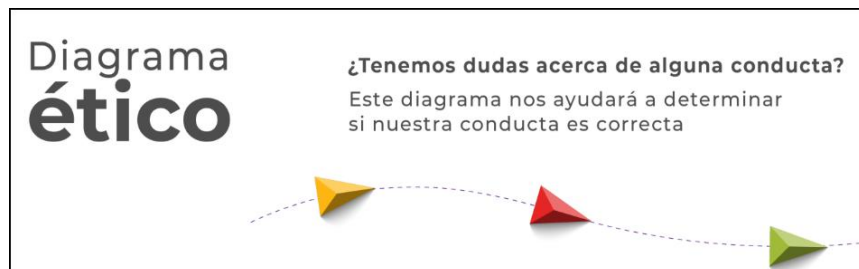 Diagrama
ético
¿Tenemos dudas acerca de alguna conducta?
Este diagrama nos ayudará a determinar
si nuestra conducta es correcta